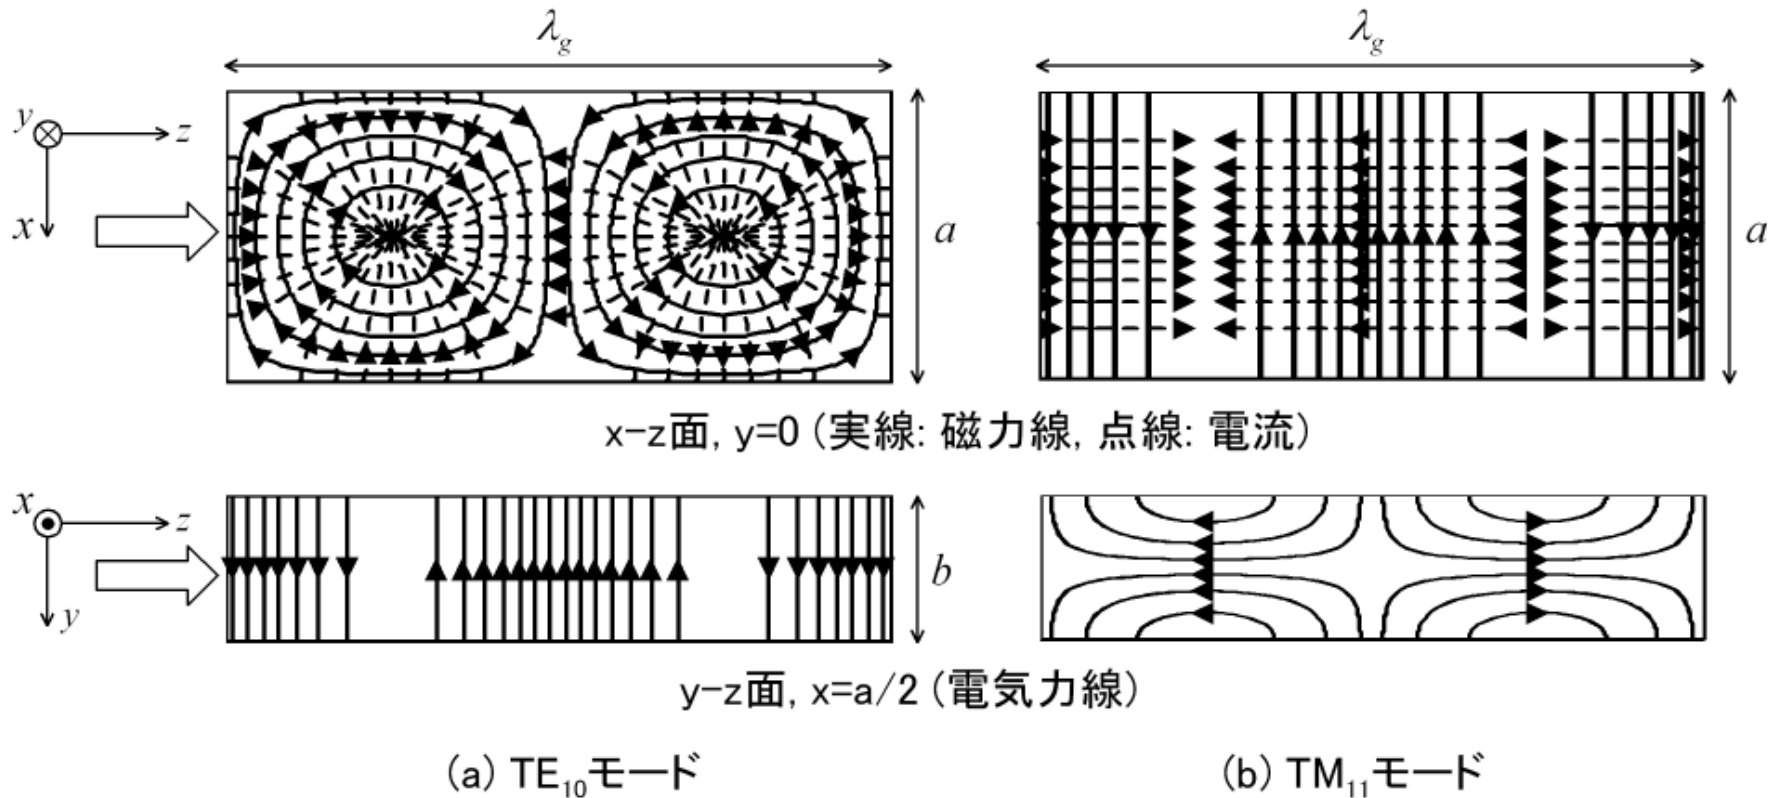 λg λg
y z
x a a
x-z面, y=0 (実線: 磁力線, 点線: 電流)
x z
y b
y-z面, x=a/2 (電気力線)
(a) TE10モード (b) TM11モード